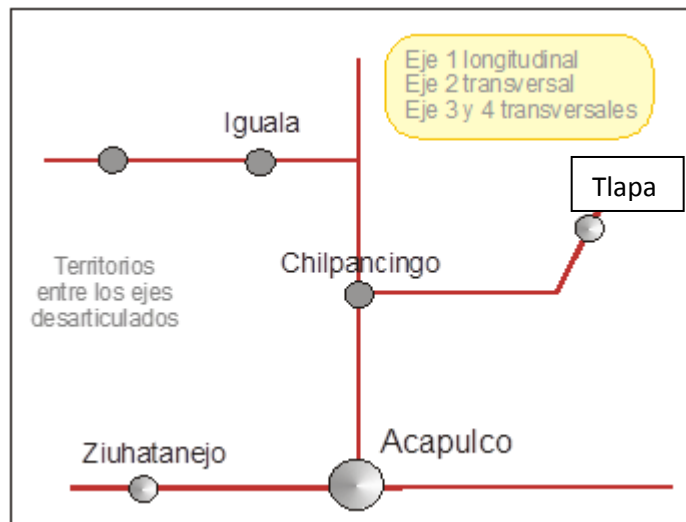 Eje 1 longitudinal
Eje 2 transversal
Eje 3 y 4 transversales
Iguala
Tlapa
Chilpancingo
Territorios
entre los ejes
desarticulados
Ziuhatanejo
Acapulco